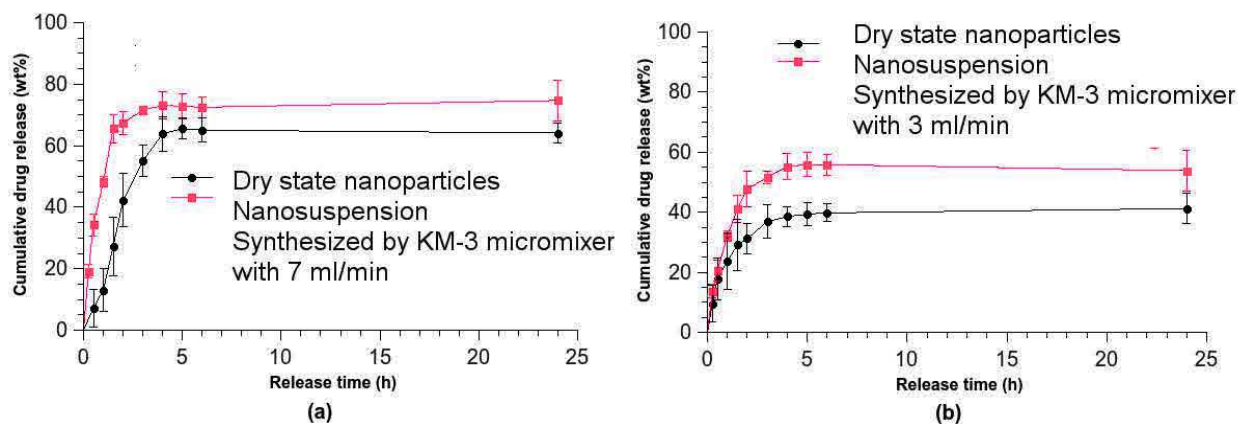 100
80
60
40
20
0
Cumulative drug release (wt%)
Dry state nanoparticles
Nanosuspension
Synthesized by KM-3 micromixer
with 7 ml/min
0 5 10 15 20 25
Release time (h)
(a)
100
80
60
40
20
0
Cumulative drug release (wt%)
Dry state nanoparticles
Nanosuspension
Synthesized by KM-3 micromixer
with 3 ml/min
0 5 10 15 20 25
Release time (h)
(b)